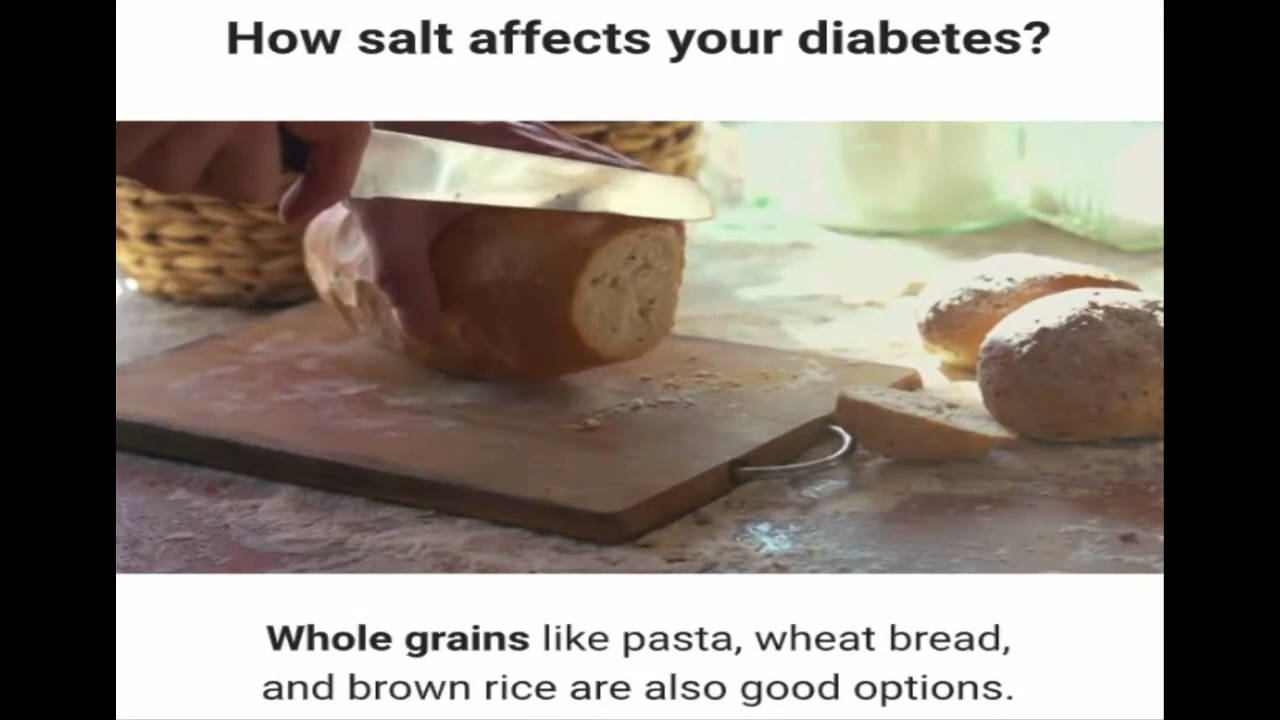 How salt affects your diabetes?
Whole grains like pasta, wheat bread,
and brown rice are also good options.